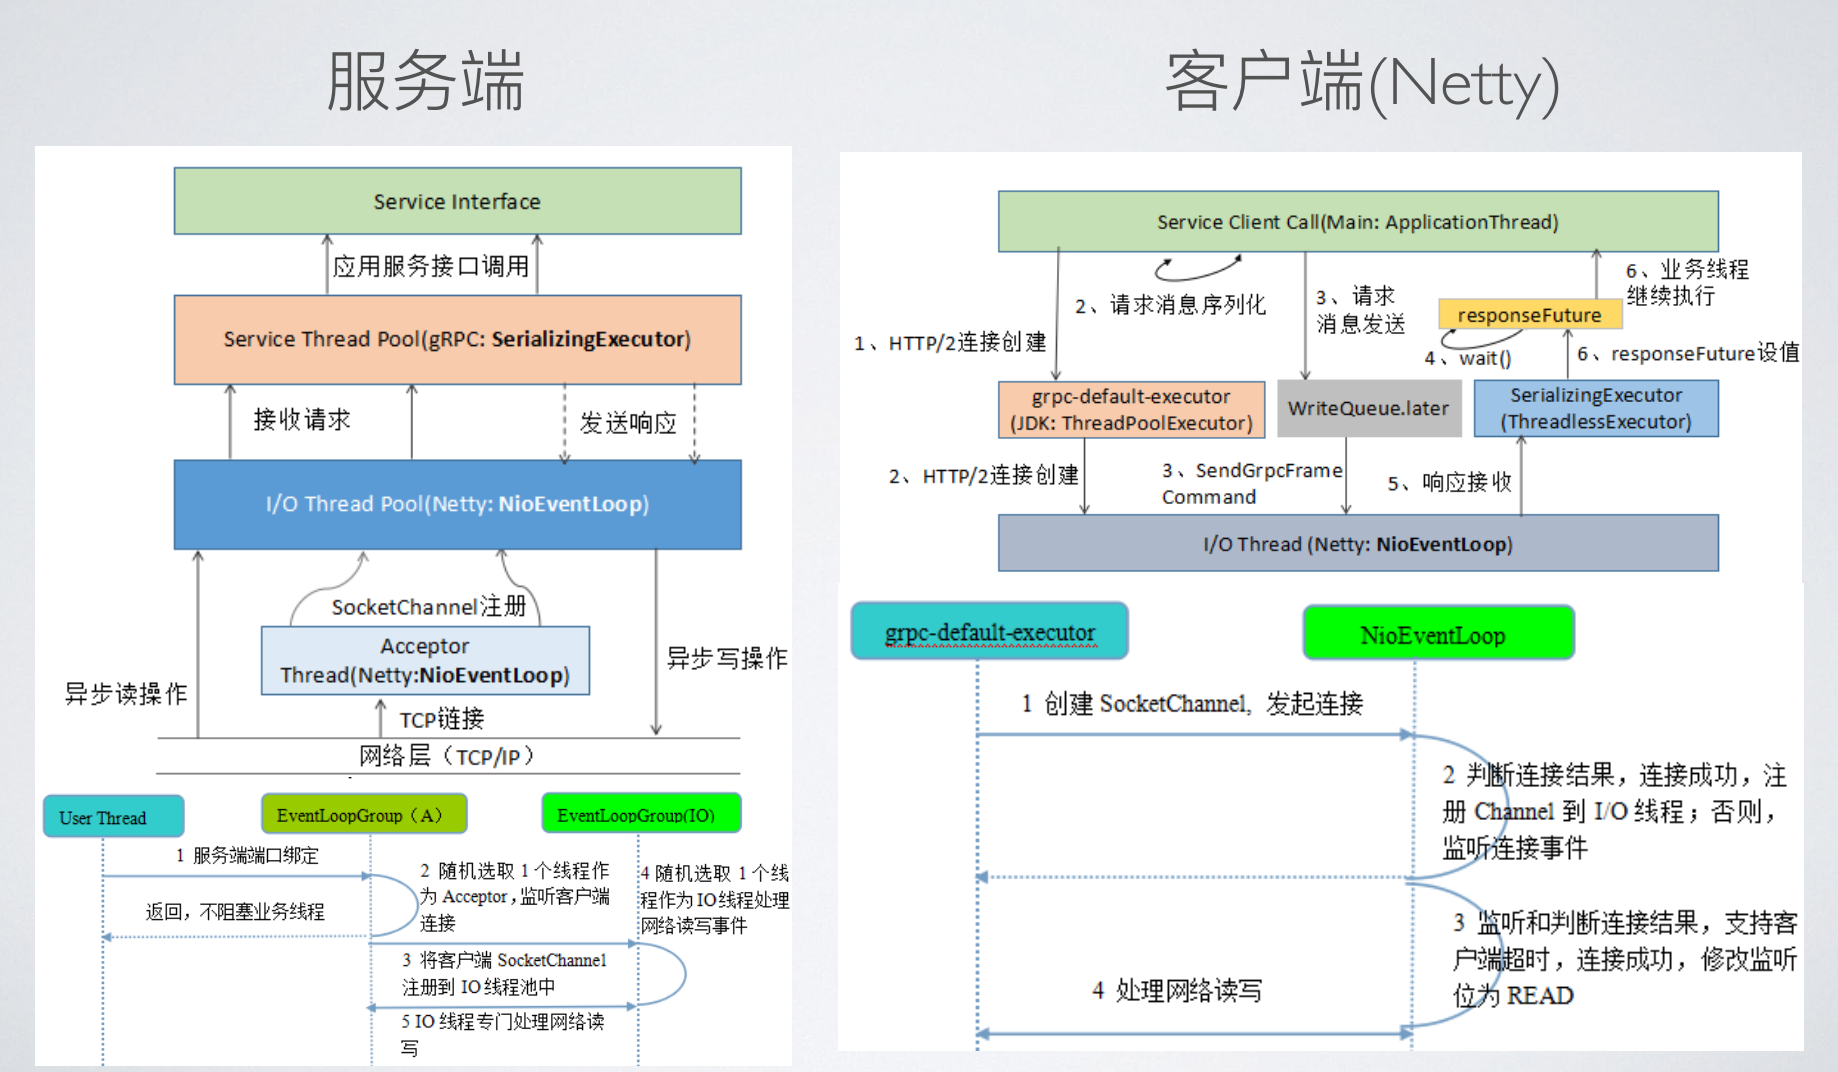 服务端
客户端(Netty)
Service Interface
应用服务接口调用
Service Thread Pool(gRPC: SerializingExecutor)
接收请求
发送响应
I/O Thread Pool(Netty: NioEventLoop)
SocketChannel注册
Acceptor
Thread(Netty:NioEventLoop)
异步读操作
异步写操作
TCP链接
网络层（TCP/IP）
User Thread
EventLoopGroup（A）
EventLoopGroup(IO)
1 服务端端口绑定
2 随机选取 1 个线程作
为 Acceptor，监听客户端
连接
4 随机选取 1 个线
程作为 IO 线程处理
网络读写事件
返回，不阻塞业务线程
3 将客户端 SocketChannel
注册到 IO 线程池中
5 IO 线程专门处理网络读
写
Service Client Call(Main: ApplicationThread)
2、请求消息序列化
3、请求
消息发送
6、业务线程
继续执行
responseFuture
1、HTTP/2连接创建
4、wait()
6、responseFuture设值
grpc-default-executor
(JDK: ThreadPoolExecutor)
WriteQueue.later
SerializingExecutor
(ThreadlessExecutor)
2、HTTP/2连接创建
3、SendGrpcFrame
Command
5、响应接收
I/O Thread (Netty: NioEventLoop)
grpc-default-executor
NioEventLoop
1 创建 SocketChannel, 发起连接
2 判断连接结果，连接成功，注
册 Channel 到 I/O 线程；否则，
监听连接事件
3 监听和判断连接结果，支持客
户端超时，连接成功，修改监听
位为 READ
4 处理网络读写